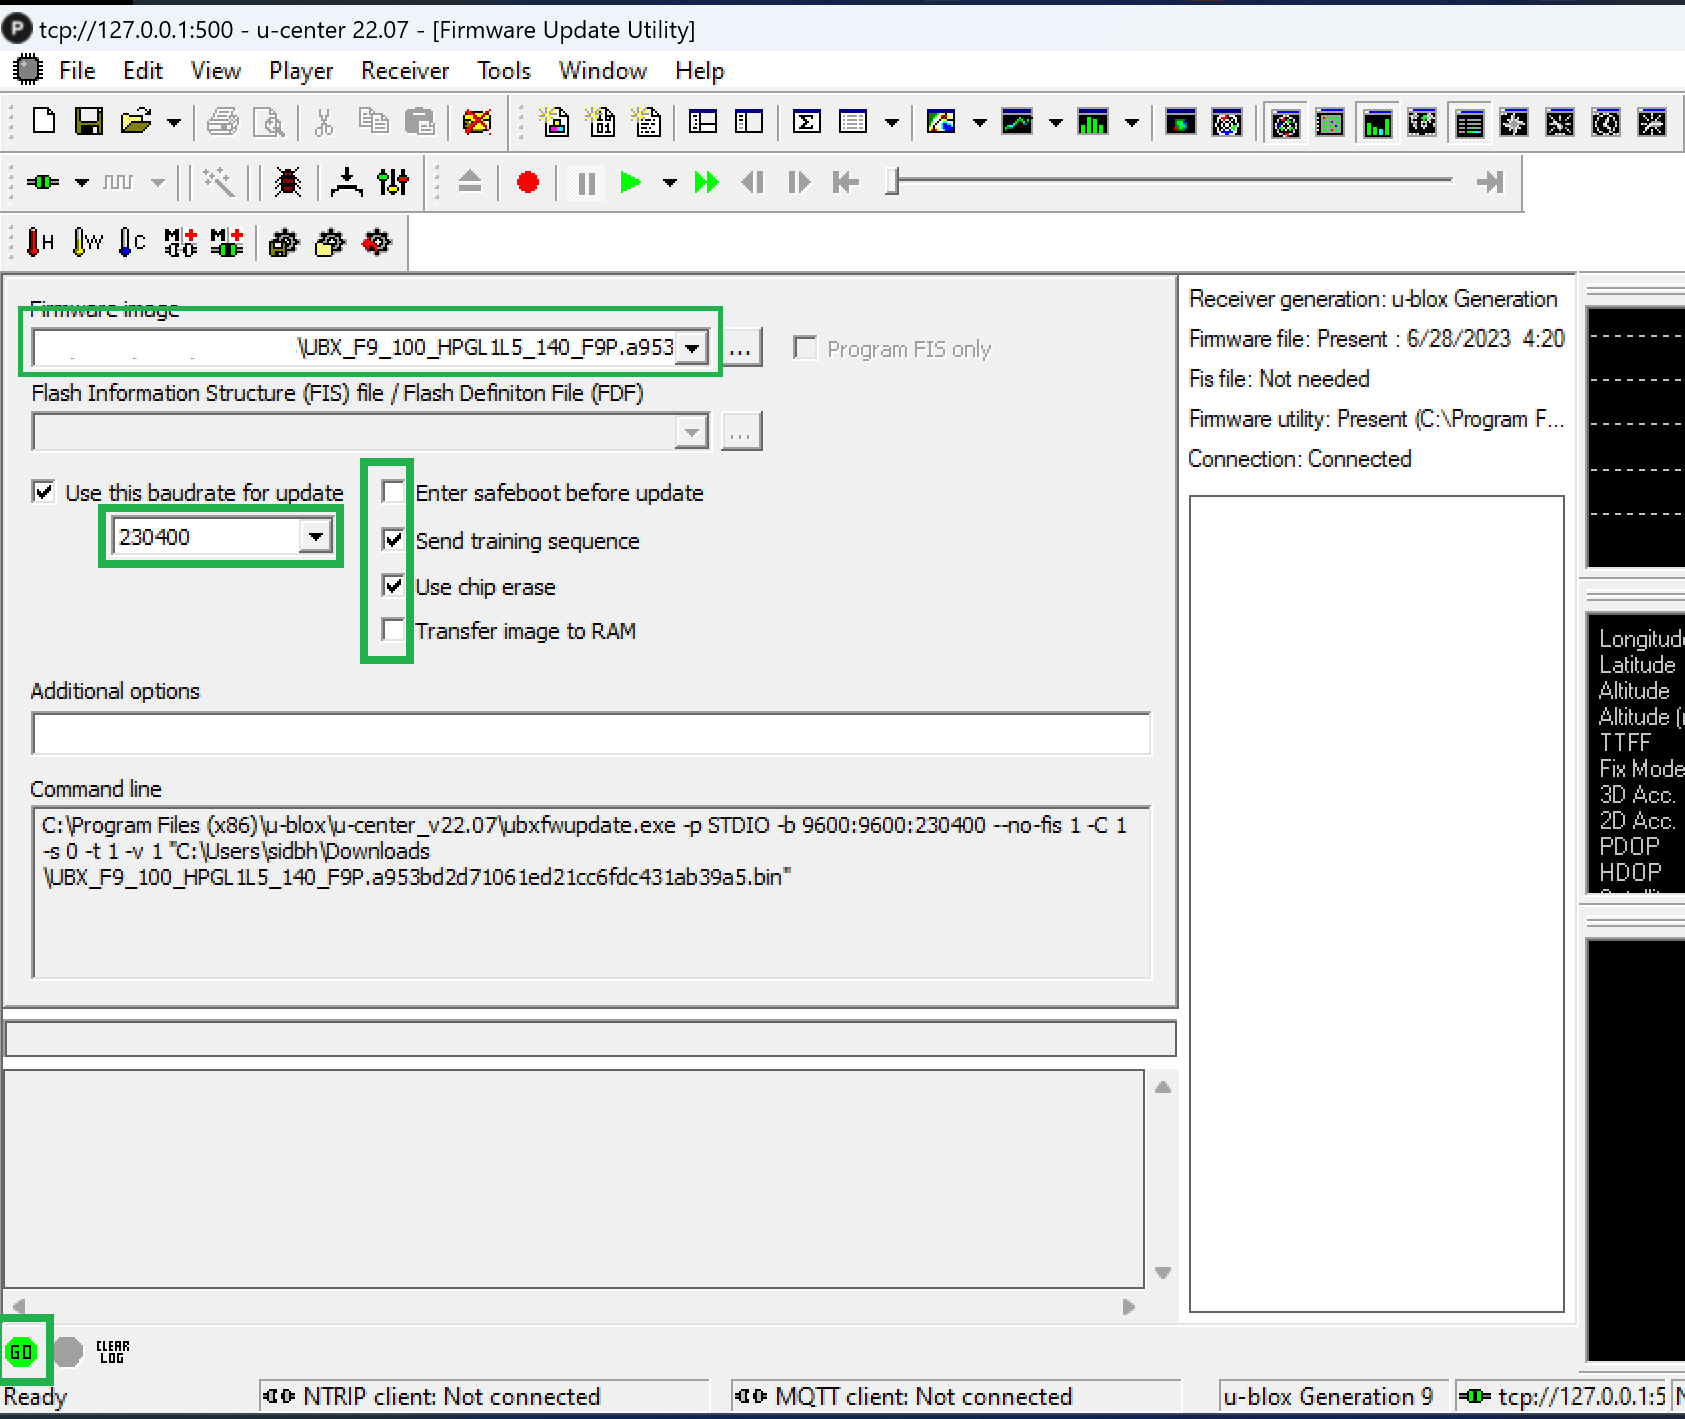 tcp://127.0.0.1:500 - u-center 22.07 - [Firmware Update Utility]
File Edit View Player Receiver Tools Window Help
H W C
Firmware image
\UBX_F9_100_HPGL1L5_140_F9P.a953
...
Program FIS only
Flash Information Structure (FIS) file / Flash Definiton File (FDF)
...
Use this baudrate for update
230400
Enter safeboot before update
Send training sequence
Use chip erase
Transfer image to RAM
Additional options
Command line
C:\Program Files (x86)\u-blox\u-center_v22.07\ubxfwupdate.exe -p STDIO -b 9600:9600:230400 --no-fis 1 -C 1
-s 0 -t 1 -v 1 "C:\Users\sidbh\Downloads
\UBX_F9_100_HPGL1L5_140_F9P.a953bd2d71061ed21cc6fdc431ab39a5.bin"
Receiver generation: u-blox Generation
Firmware file: Present : 6/28/2023 4:20
Fis file: Not needed
Firmware utility: Present (C:\Program F...
Connection: Connected
Longitude
Latitude
Altitude
Altitude (
TTFF
Fix Mode
3D Acc.
2D Acc.
PDOP
HDOP
GO
CLEAR
LOG
Ready
NTRIP client: Not connected
MQTT client: Not connected
u-blox Generation 9
tcp://127.0.0.1:5